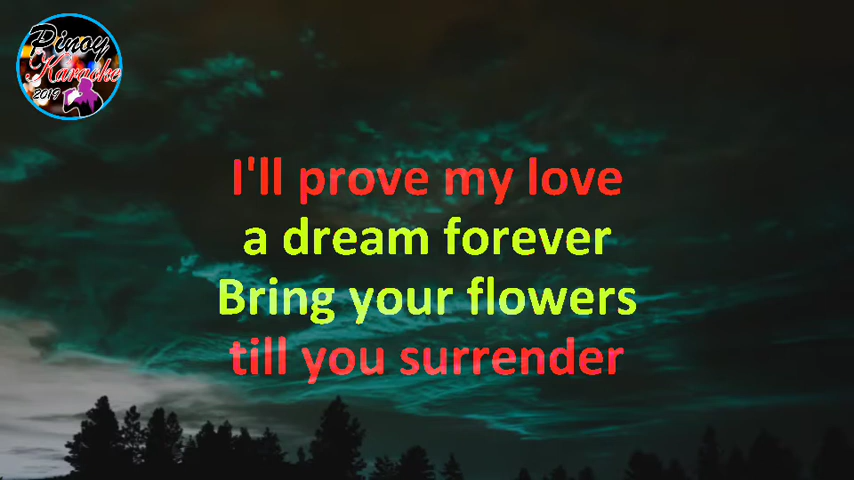 Pinoy
Karaoke
2019
I'll prove my love
a dream forever
Bring your flowers
till you surrender